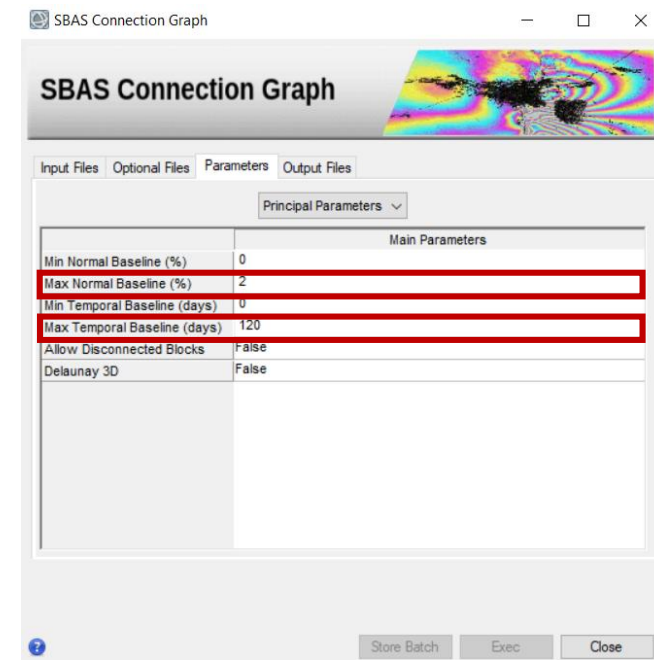 SBAS Connection Graph
SBAS Connection Graph
Input Files Optional Files Parameters Output Files
Principal Parameters
Main Parameters
Min Normal Baseline (%) 0
Max Normal Baseline (%) 2
Min Temporal Baseline (days) 0
Max Temporal Baseline (days) 120
Allow Disconnected Blocks False
Delaunay 3D False
? Store Batch Exec Close